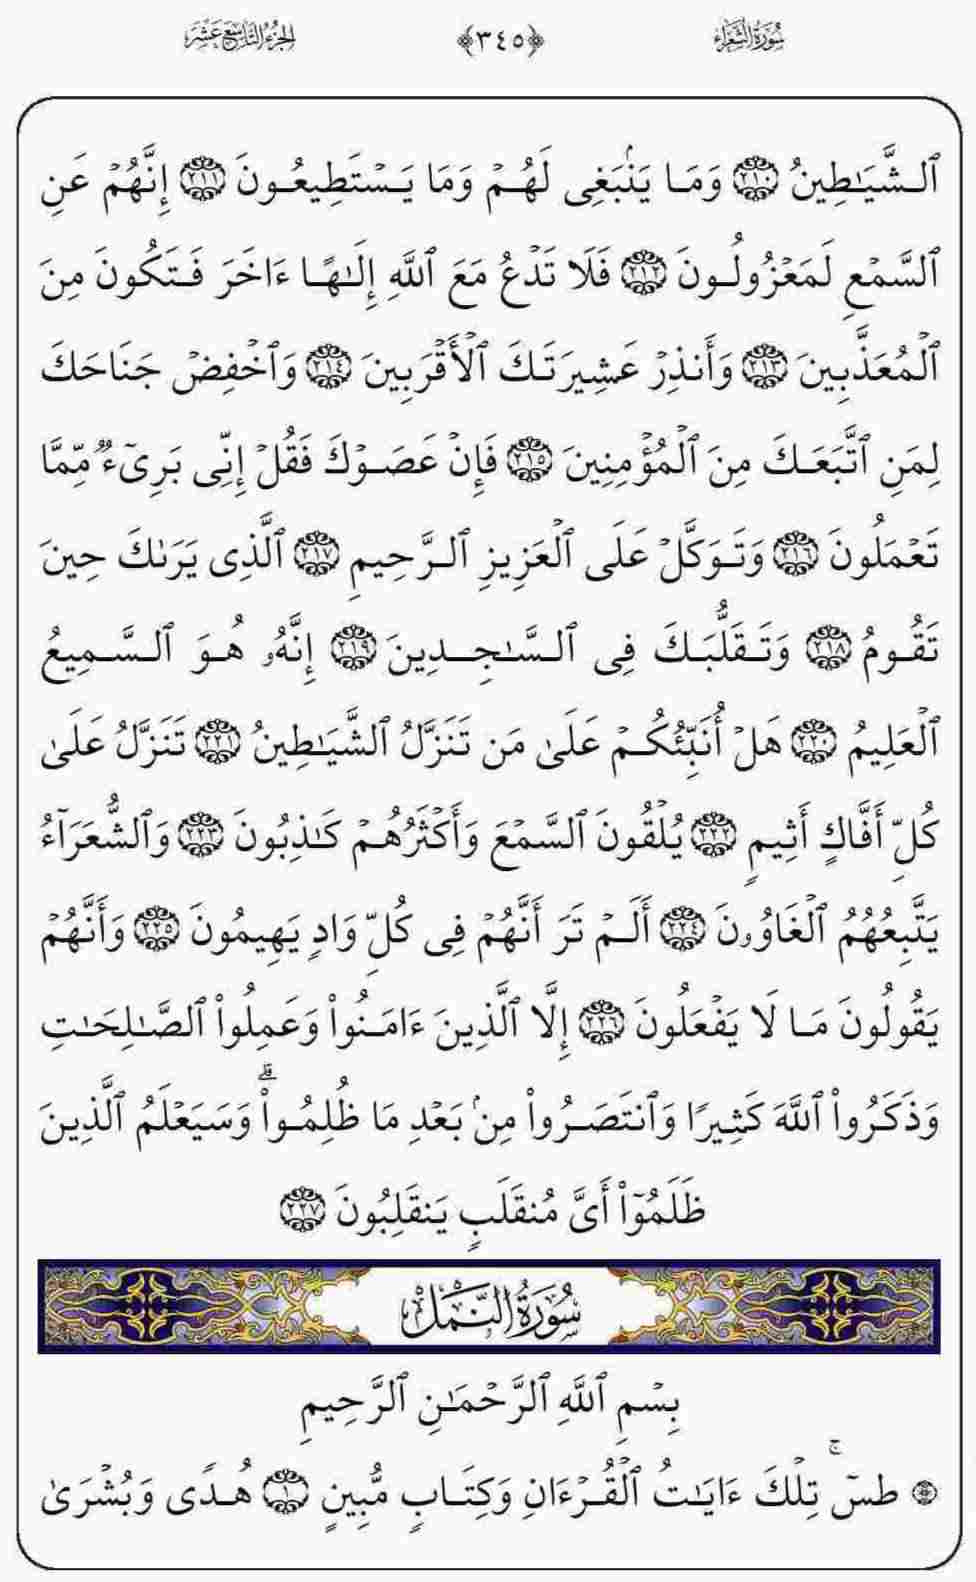 سُورَةُ الشُّعَرَاء ﴿٣٤٥﴾ الجُزْءُ التَّاسِعَ عَشَرَ
ٱلشَّيَٰطِينُ ٢١٠ وَمَا يَنۢبَغِى لَهُمْ وَمَا يَسْتَطِيعُونَ ٢١١ إِنَّهُمْ عَنِ
ٱلسَّمْعِ لَمَعْزُولُونَ ٢١٢ فَلَا تَدْعُ مَعَ ٱللَّهِ إِلَٰهًا ءَاخَرَ فَتَكُونَ مِنَ
ٱلْمُعَذَّبِينَ ٢١٣ وَأَنذِرْ عَشِيرَتَكَ ٱلْأَقْرَبِينَ ٢١٤ وَٱخْفِضْ جَنَاحَكَ
لِمَنِ ٱتَّبَعَكَ مِنَ ٱلْمُؤْمِنِينَ ٢١٥ فَإِنْ عَصَوْكَ فَقُلْ إِنِّى بَرِىٓءٌ مِّمَّا
تَعْمَلُونَ ٢١٦ وَتَوَكَّلْ عَلَى ٱلْعَزِيزِ ٱلرَّحِيمِ ٢١٧ ٱلَّذِى يَرَىٰكَ حِينَ
تَقُومُ ٢١٨ وَتَقَلُّبَكَ فِى ٱلسَّٰجِدِينَ ٢١٩ إِنَّهُۥ هُوَ ٱلسَّمِيعُ
ٱلْعَلِيمُ ٢٢٠ هَلْ أُنَبِّئُكُمْ عَلَىٰ مَن تَنَزَّلُ ٱلشَّيَٰطِينُ ٢٢١ تَنَزَّلُ عَلَىٰ
كُلِّ أَفَّاكٍ أَثِيمٍ ٢٢٢ يُلْقُونَ ٱلسَّمْعَ وَأَكْثَرُهُمْ كَٰذِبُونَ ٢٢٣ وَٱلشُّعَرَآءُ
يَتَّبِعُهُمُ ٱلْغَاوُۥنَ ٢٢٤ أَلَمْ تَرَ أَنَّهُمْ فِى كُلِّ وَادٍ يَهِيمُونَ ٢٢٥ وَأَنَّهُمْ
يَقُولُونَ مَا لَا يَفْعَلُونَ ٢٢٦ إِلَّا ٱلَّذِينَ ءَامَنُوا۟ وَعَمِلُوا۟ ٱلصَّٰلِحَٰتِ
وَذَكَرُوا۟ ٱللَّهَ كَثِيرًا وَٱنتَصَرُوا۟ مِنۢ بَعْدِ مَا ظُلِمُوا۟ ۗ وَسَيَعْلَمُ ٱلَّذِينَ
ظَلَمُوٓا۟ أَىَّ مُنقَلَبٍ يَنقَلِبُونَ ٢٢٧
سُورَةُ النَّمْلِ
بِسْمِ ٱللَّهِ ٱلرَّحْمَٰنِ ٱلرَّحِيمِ
۞ طسٓ ۚ تِلْكَ ءَايَٰتُ ٱلْقُرْءَانِ وَكِتَابٍ مُّبِينٍ ١ هُدًى وَبُشْرَىٰ